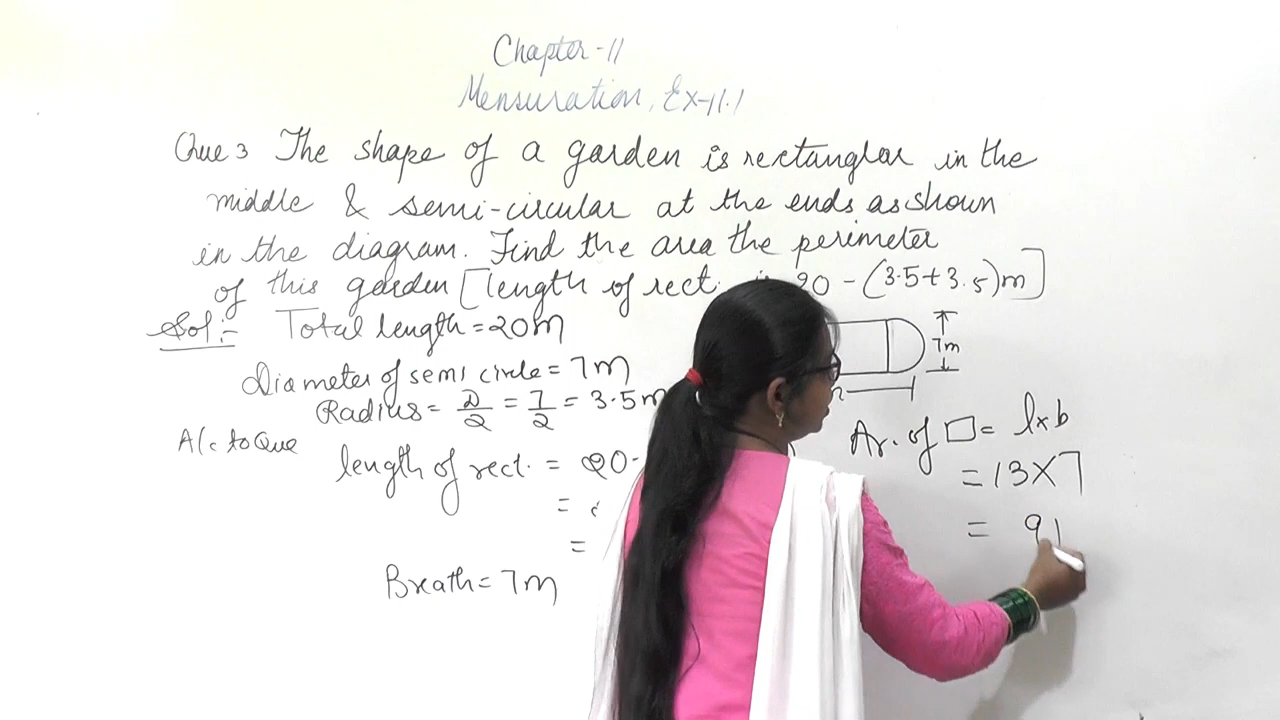 Chapter-11
Mensuration, Ex-11.1
Que 3 The shape of a garden is rectanglar in the
middle & semi-circular at the ends as shown
in the diagram. Find the area the perimeter
of this garden [length of rect. is 20 - (3.5+3.5)m]
Sol:- Total length = 20m
Diameter of semi circle = 7m
Radius = D/2 = 7/2 = 3.5m
A/c to Que
length of rect. = 20-
=
=
Breath = 7m
7m
Ar. of □ = l×b
= 13×7
= 91